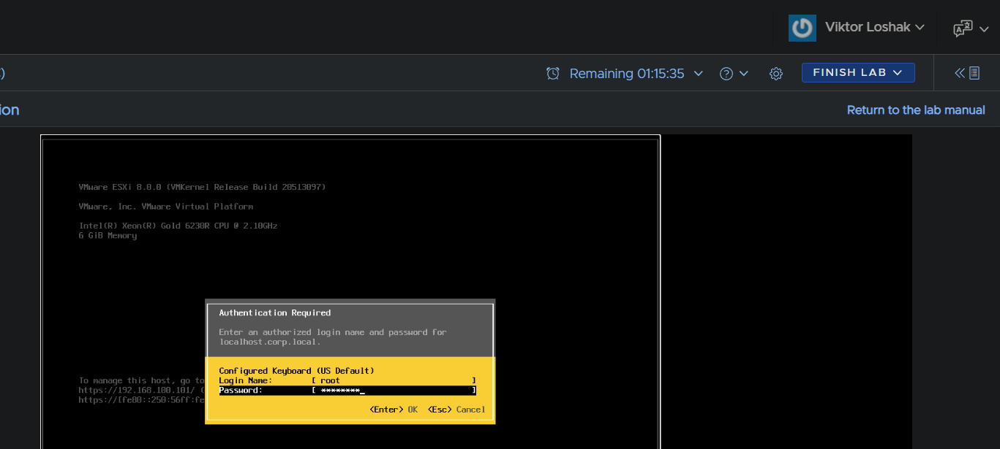 Viktor Loshak
)
Remaining 01:15:35
FINISH LAB
ion
Return to the lab manual
VMware ESXi 8.0.0 (VMKernel Release Build 20513097)
VMware, Inc. VMware Virtual Platform
Intel(R) Xeon(R) Gold 6230R CPU @ 2.10GHz
6 GiB Memory
Authentication Required
Enter an authorized login name and password for
localhost.corp.local.
Configured Keyboard (US Default)
Login Name: [ root ]
Password: [ ********_ ]
<Enter> OK <Esc> Cancel
To manage this host, go to
https://192.168.100.101/ (
https://[fe80::250:56ff:fe